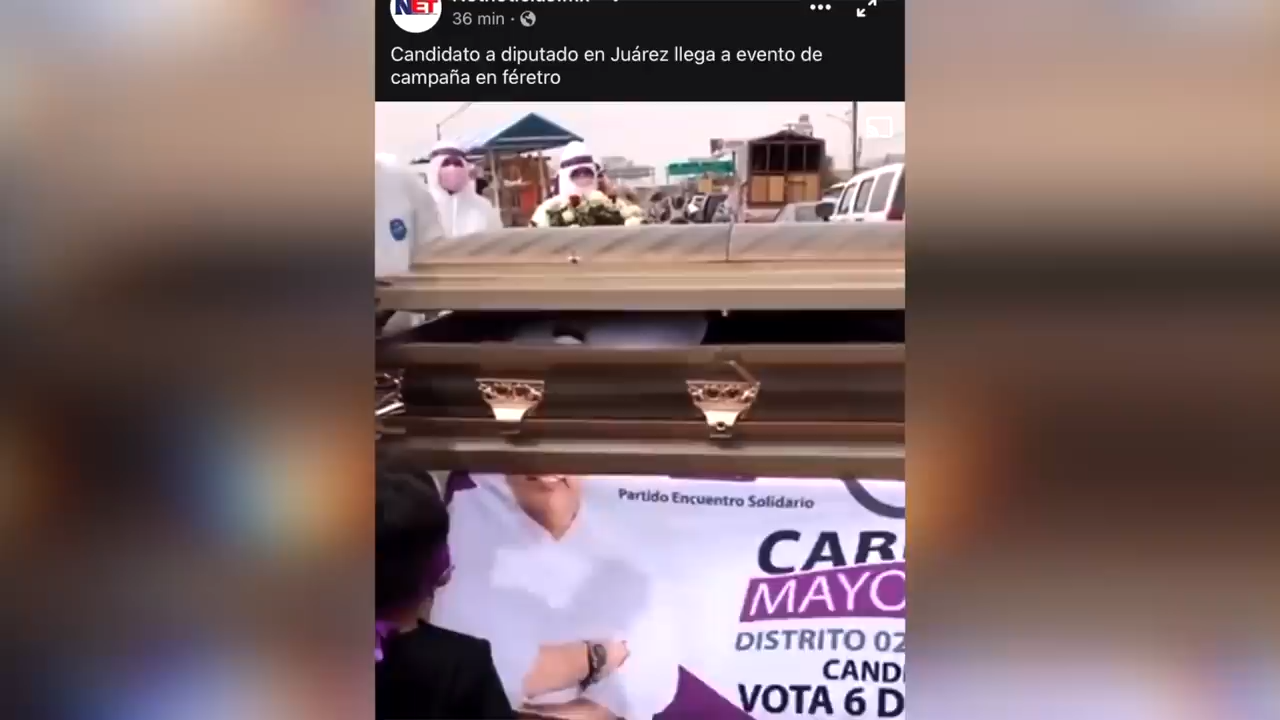 NET
36 min
Candidato a diputado en Juárez llega a evento de
campaña en féretro
Partido Encuentro Solidario
CAR
MAYO
DISTRITO 02
CAND
VOTA 6 D